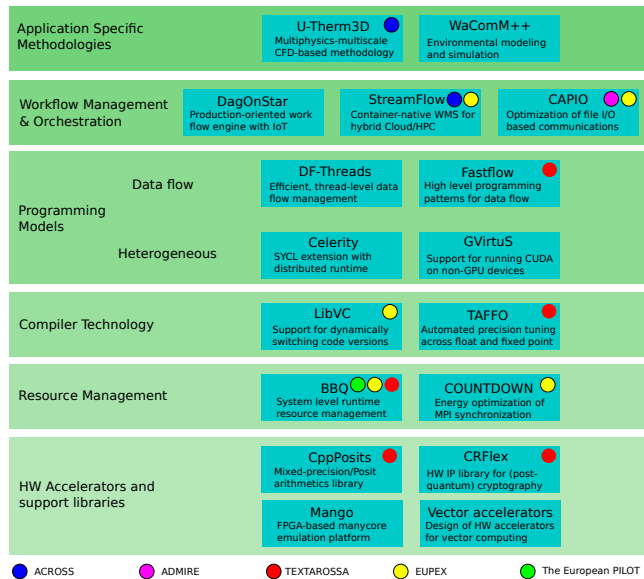 Application Specific
Methodologies
U-Therm3D
Multiphysics-multiscale
CFD-based methodology
WaComM++
Environmental modeling
and simulation
Workflow Management
& Orchestration
DagOnStar
Production-oriented work
flow engine with IoT
StreamFlow
Container-native WMS for
hybrid Cloud/HPC
CAPIO
Optimization of file I/O
based communications
Programming
Models
Data flow
DF-Threads
Efficient, thread-level data
flow management
Fastflow
High level programming
patterns for data flow
Heterogeneous
Celerity
SYCL extension with
distributed runtime
GVirtuS
Support for running CUDA
on non-GPU devices
Compiler Technology
LibVC
Support for dynamically
switching code versions
TAFFO
Automated precision tuning
across float and fixed point
Resource Management
BBQ
System level runtime
resource management
COUNTDOWN
Energy optimization of
MPI synchronization
HW Accelerators and
support libraries
CppPosits
Mixed-precision/Posit
arithmetics library
CRFlex
HW IP library for (post-
quantum) cryptography
Mango
FPGA-based manycore
emulation platform
Vector accelerators
Design of HW accelerators
for vector computing
ACROSS
ADMIRE
TEXTAROSSA
EUPEX
The European PILOT